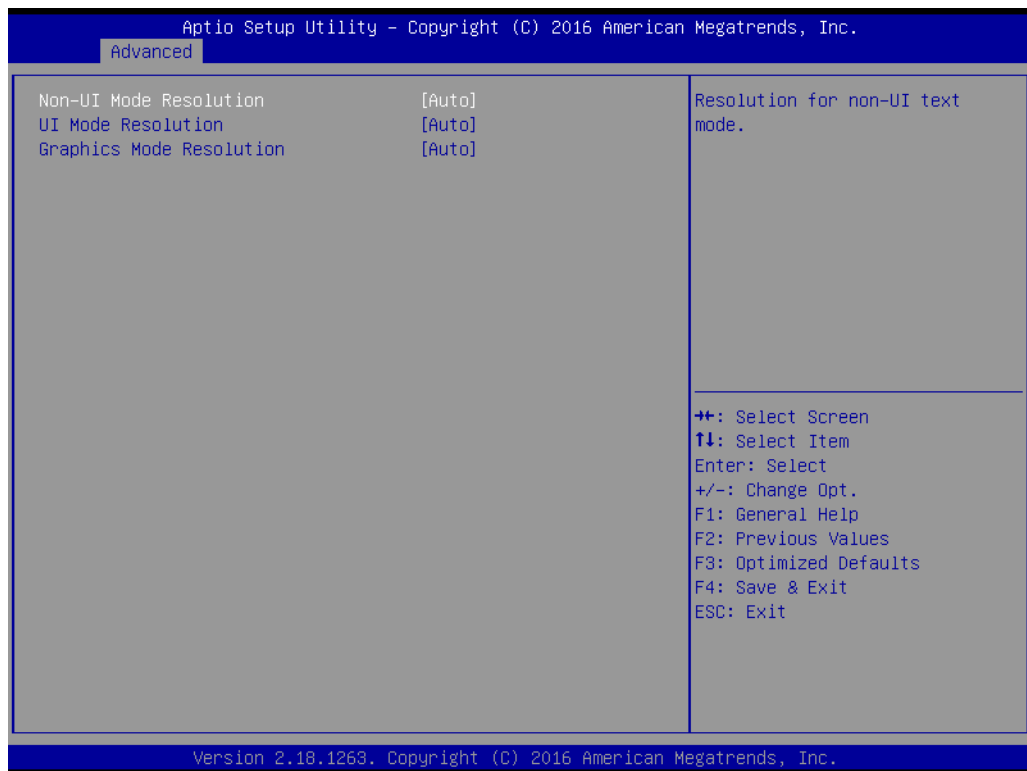 Aptio Setup Utility – Copyright (C) 2016 American Megatrends, Inc.
Advanced
Non-UI Mode Resolution [Auto]
UI Mode Resolution [Auto]
Graphics Mode Resolution [Auto]
Resolution for non-UI text
mode.
→←: Select Screen
↑↓: Select Item
Enter: Select
+/-: Change Opt.
F1: General Help
F2: Previous Values
F3: Optimized Defaults
F4: Save & Exit
ESC: Exit
Version 2.18.1263. Copyright (C) 2016 American Megatrends, Inc.